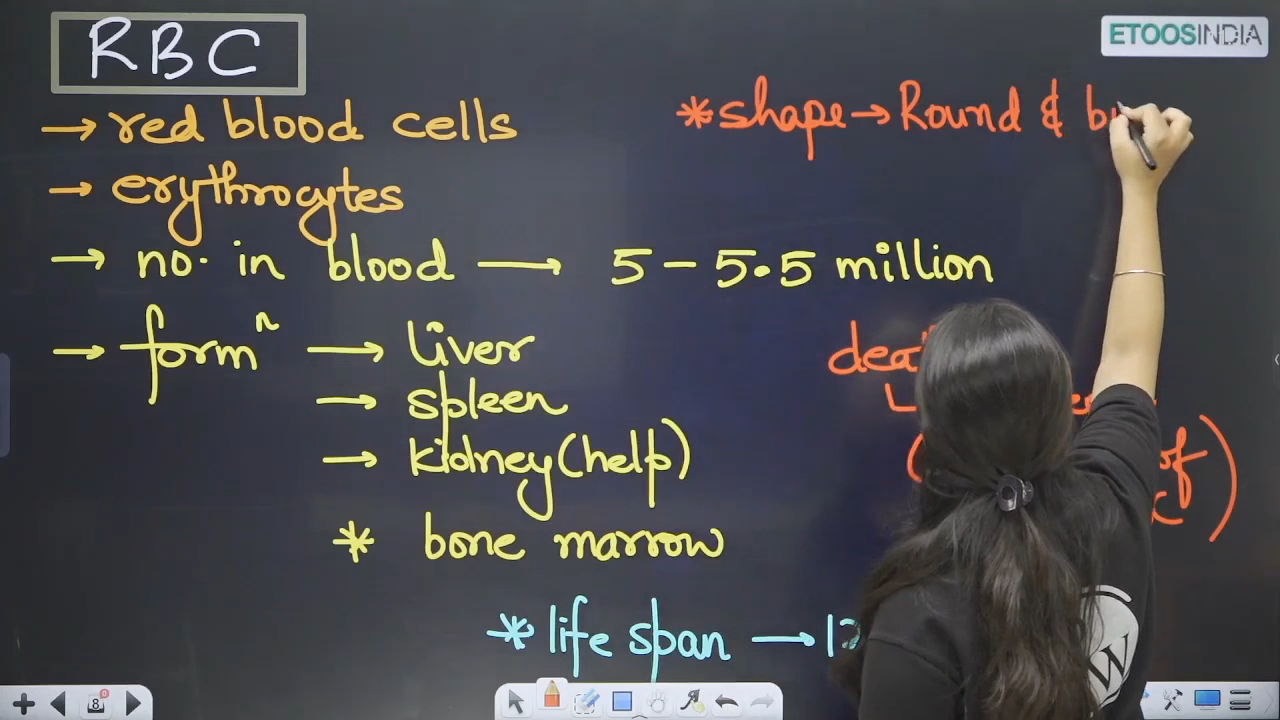 RBC
ETOOSINDIA
→ red blood cells
* shape → Round &
→ erythrocytes
→ no. in blood → 5 - 5.5 million
→ formⁿ → liver
→ spleen
→ kidney (help)
* bone marrow
* life span →
8
W